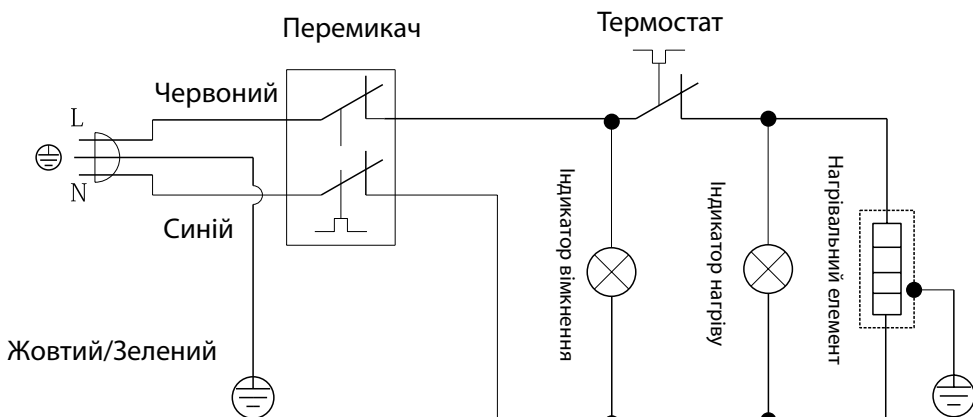 Перемикач
Термостат
Червоний
L
N
Синій
Жовтий/Зелений
Індикатор вімкнення
Індикатор нагріву
Нагрівальний елемент